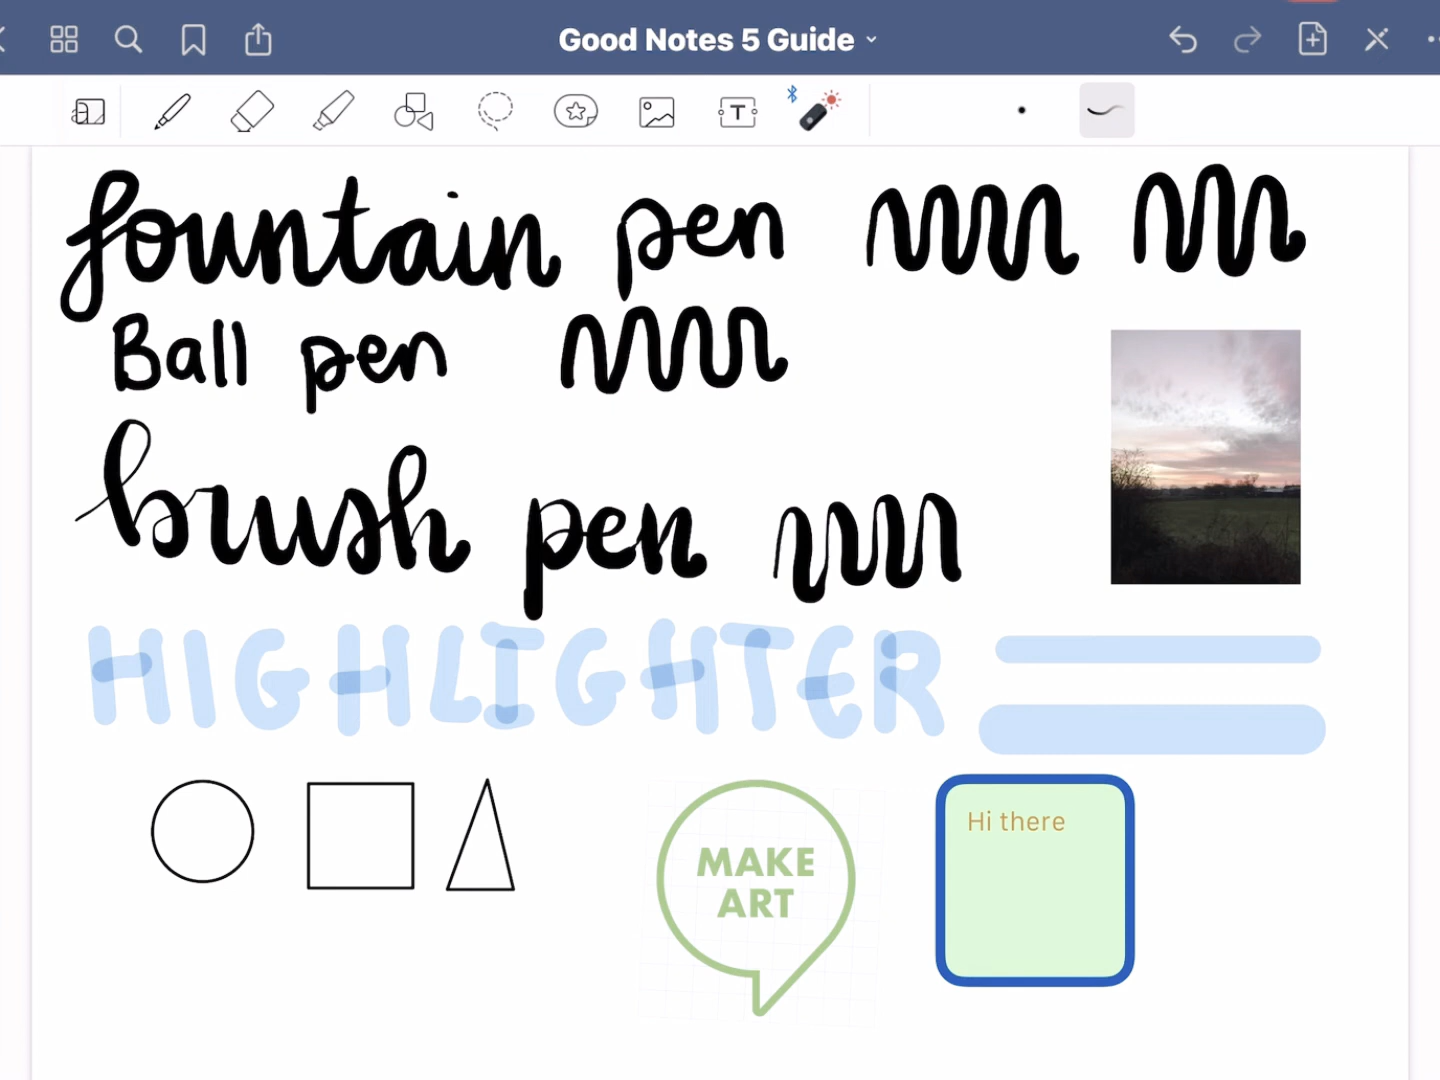 Good Notes 5 Guide
T
fountain pen
Ball pen
brush pen
HIGHLIGHTER
MAKE
ART
Hi there